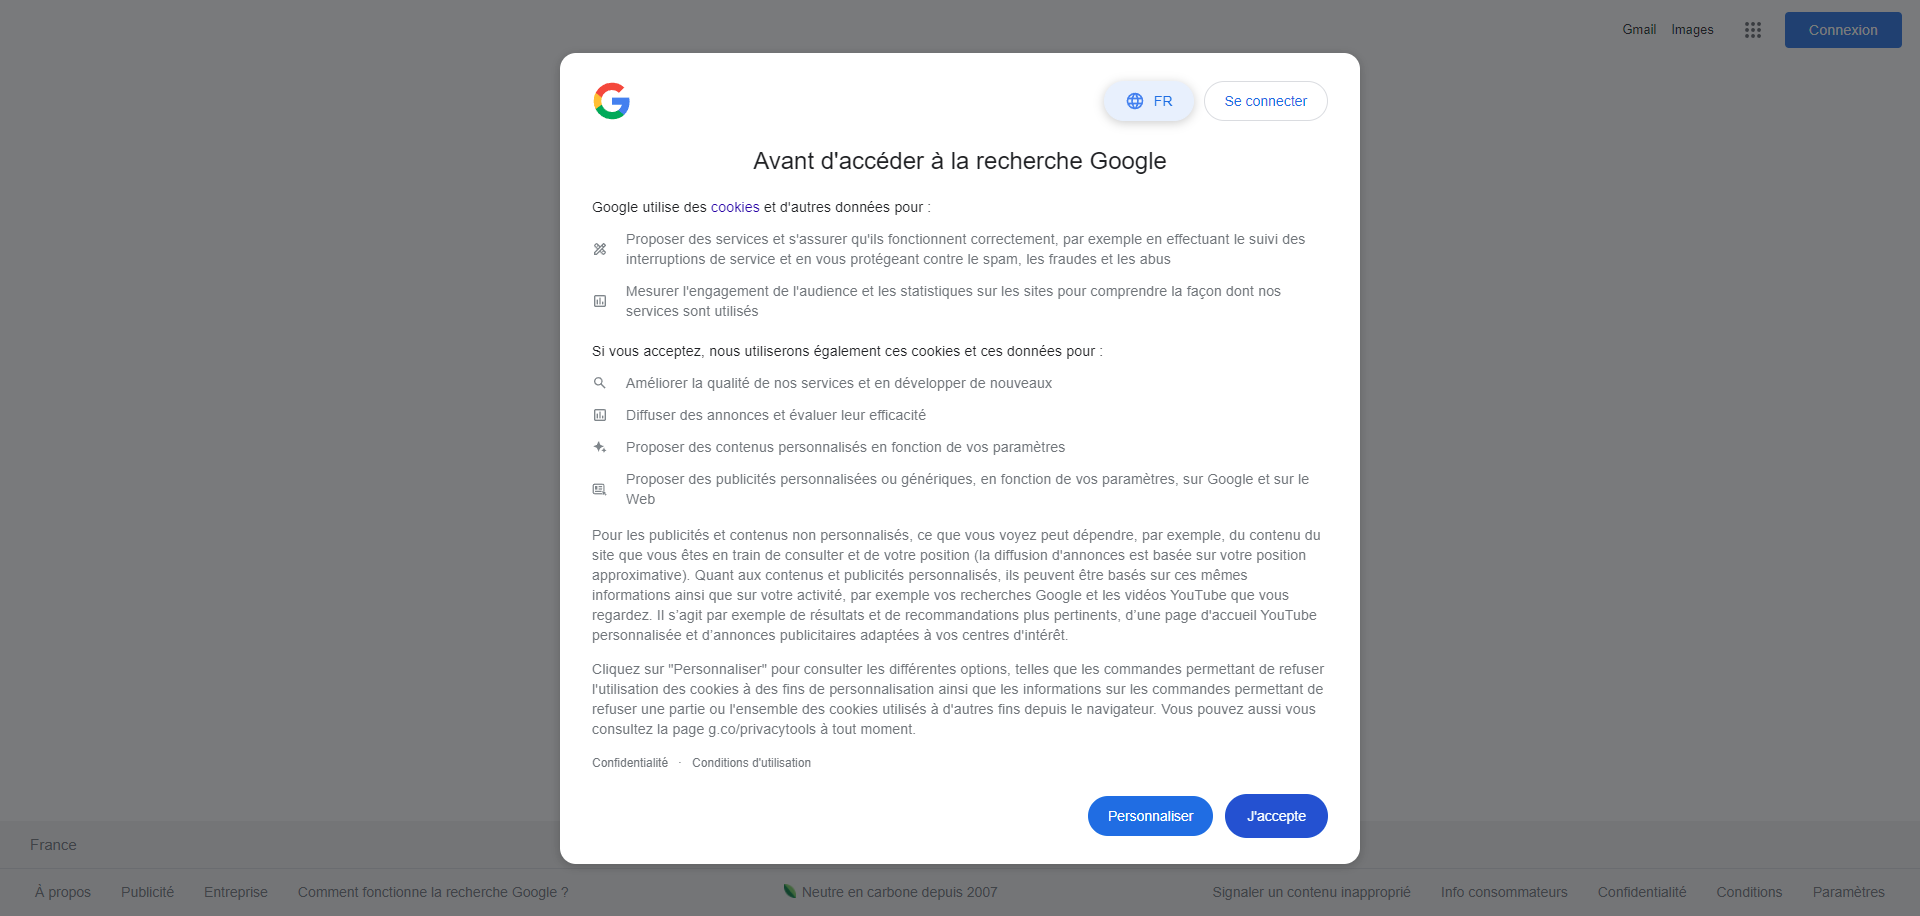 Gmail Images Connexion
FR Se connecter
Avant d'accéder à la recherche Google
Google utilise des cookies et d'autres données pour :
Proposer des services et s'assurer qu'ils fonctionnent correctement, par exemple en effectuant le suivi des
interruptions de service et en vous protégeant contre le spam, les fraudes et les abus
Mesurer l'engagement de l'audience et les statistiques sur les sites pour comprendre la façon dont nos
services sont utilisés
Si vous acceptez, nous utiliserons également ces cookies et ces données pour :
Améliorer la qualité de nos services et en développer de nouveaux
Diffuser des annonces et évaluer leur efficacité
Proposer des contenus personnalisés en fonction de vos paramètres
Proposer des publicités personnalisées ou génériques, en fonction de vos paramètres, sur Google et sur le
Web
Pour les publicités et contenus non personnalisés, ce que vous voyez peut dépendre, par exemple, du contenu du
site que vous êtes en train de consulter et de votre position (la diffusion d'annonces est basée sur votre position
approximative). Quant aux contenus et publicités personnalisés, ils peuvent être basés sur ces mêmes
informations ainsi que sur votre activité, par exemple vos recherches Google et les vidéos YouTube que vous
regardez. Il s’agit par exemple de résultats et de recommandations plus pertinents, d’une page d'accueil YouTube
personnalisée et d’annonces publicitaires adaptées à vos centres d'intérêt.
Cliquez sur "Personnaliser" pour consulter les différentes options, telles que les commandes permettant de refuser
l'utilisation des cookies à des fins de personnalisation ainsi que les informations sur les commandes permettant de
refuser une partie ou l'ensemble des cookies utilisés à d'autres fins depuis le navigateur. Vous pouvez aussi vous
consultez la page g.co/privacytools à tout moment.
Confidentialité · Conditions d'utilisation
Personnaliser J'accepte
France
À propos Publicité Entreprise Comment fonctionne la recherche Google ? Neutre en carbone depuis 2007 Signaler un contenu inapproprié Info consommateurs Confidentialité Conditions Paramètres